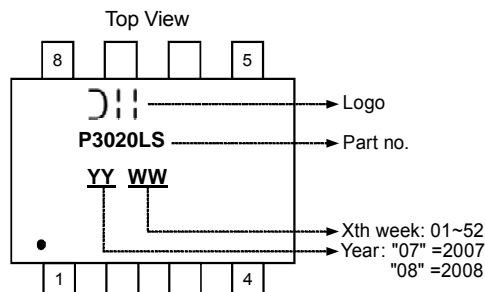 Top View
8 5
Logo
P3020LS
Part no.
YY WW
Xth week: 01~52
Year: "07" =2007
"08" =2008
1 4